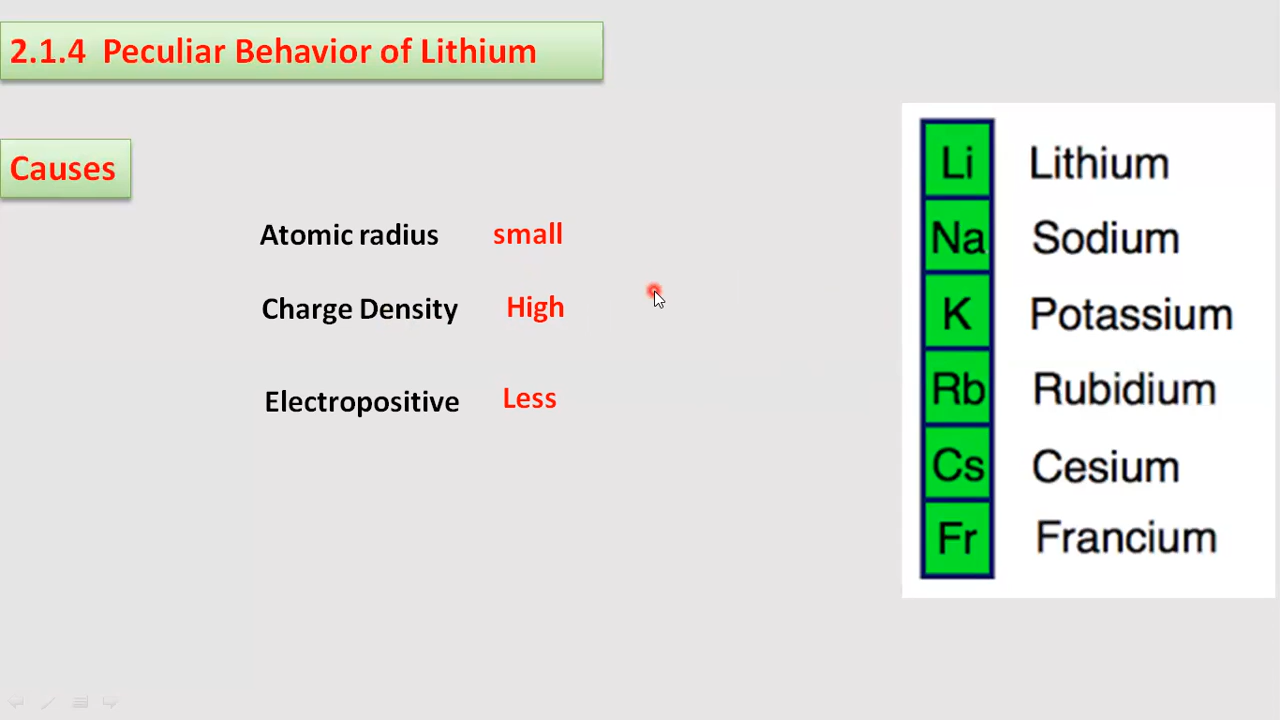 2.1.4 Peculiar Behavior of Lithium
Causes
Atomic radius small
Charge Density High
Electropositive Less
Li Lithium
Na Sodium
K Potassium
Rb Rubidium
Cs Cesium
Fr Francium